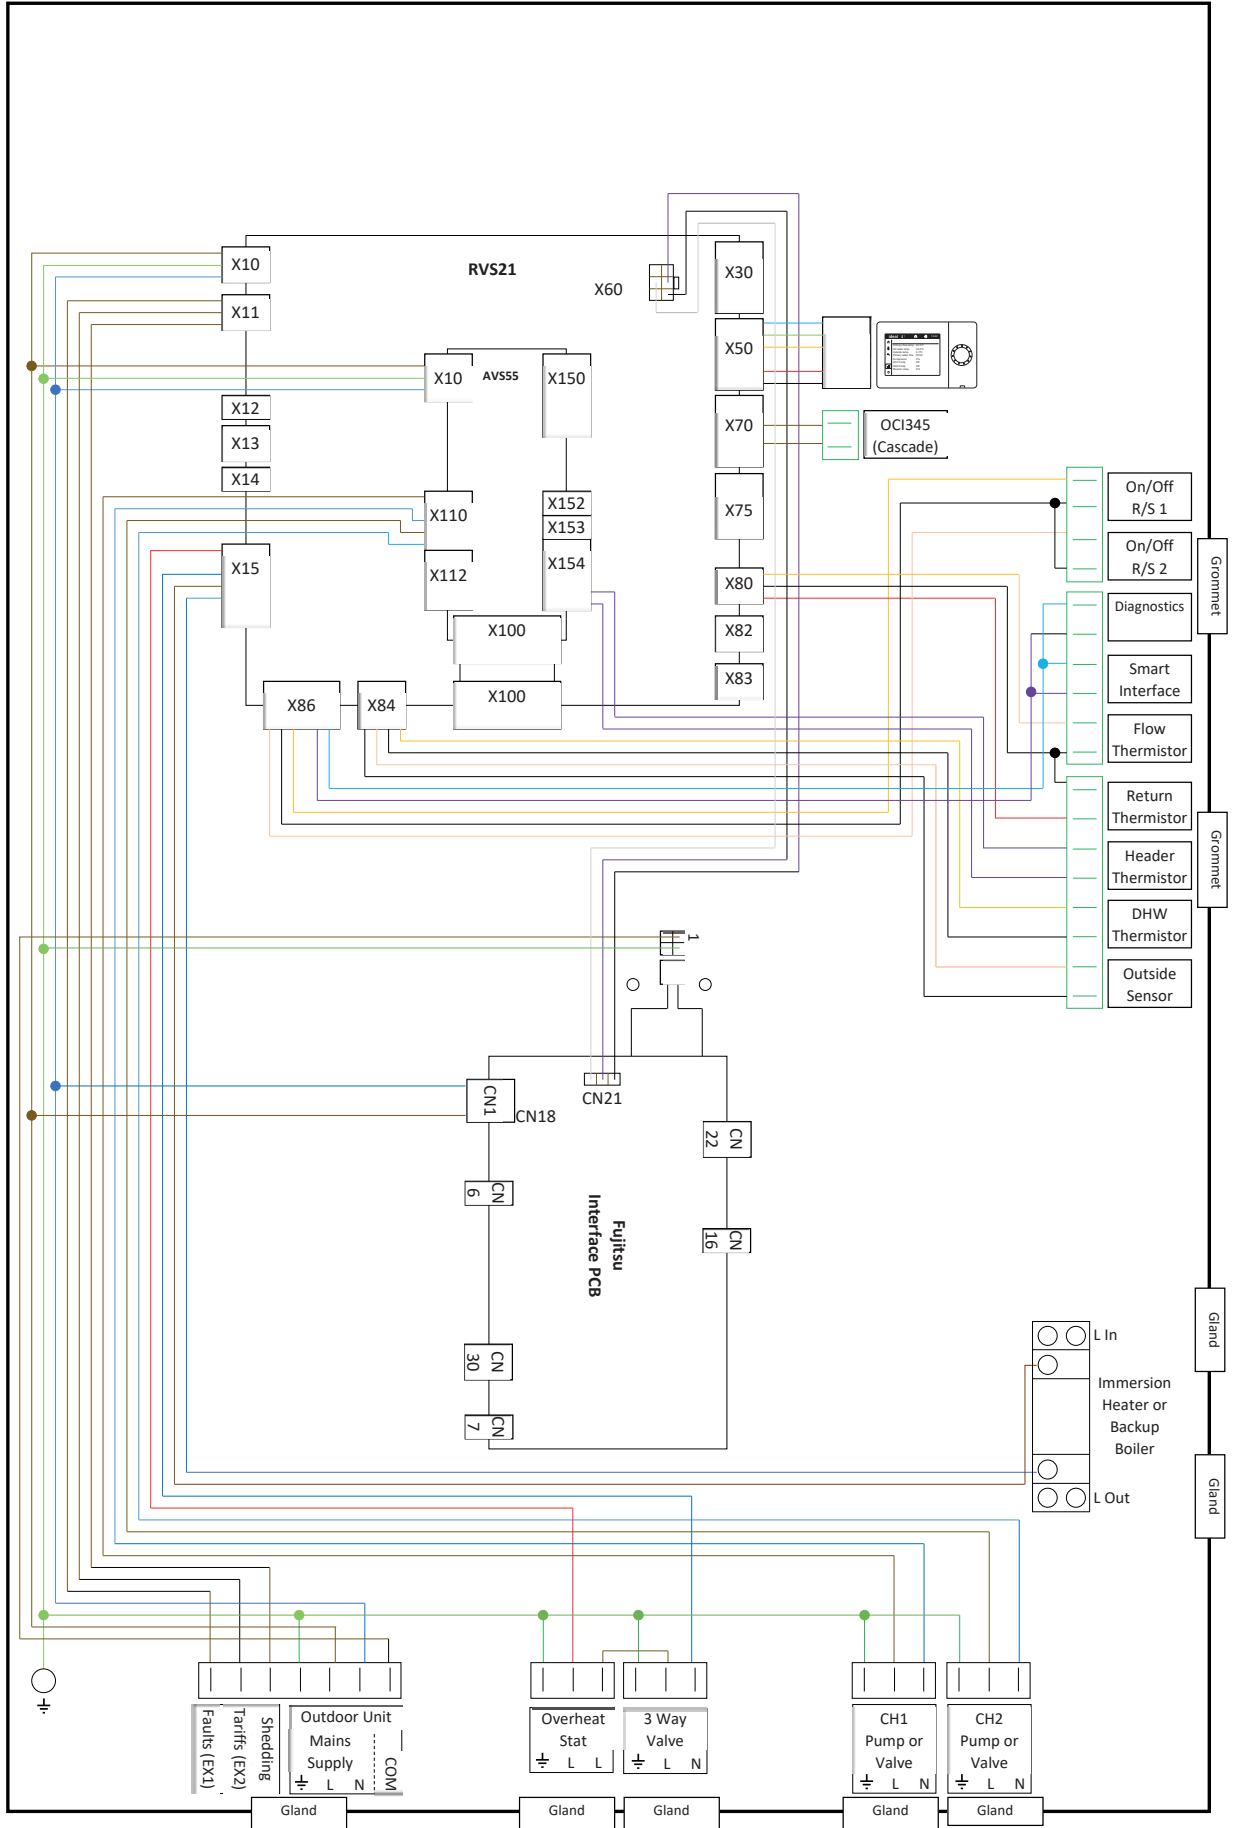 RVS21
X10
X60
X30
X11
X50
AVS55
X10
X150
X12
X70
OCI345
(Cascade)
X13
X14
On/Off
R/S 1
X152
X75
X110
X153
On/Off
R/S 2
X15
X112
X154
X80
Grommet
Diagnostics
X100
X82
Smart
Interface
X83
X86
X84
X100
Flow
Thermistor
Return
Thermistor
Header
Thermistor
Grommet
DHW
Thermistor
1
Outside
Sensor
CN1
CN18
CN21
CN
22
CN
6
Fujitsu
Interface PCB
CN
16
CN
30
CN
7
L In
Gland
Immersion
Heater or
Backup
Boiler
L Out
Gland
Faults (EX1)
Tariffs (EX2)
Shedding
Outdoor Unit
Mains
Supply
L N
COM
Overheat
Stat
L L
3 Way
Valve
L N
CH1
Pump or
Valve
L N
CH2
Pump or
Valve
L N
Gland
Gland
Gland
Gland
Gland